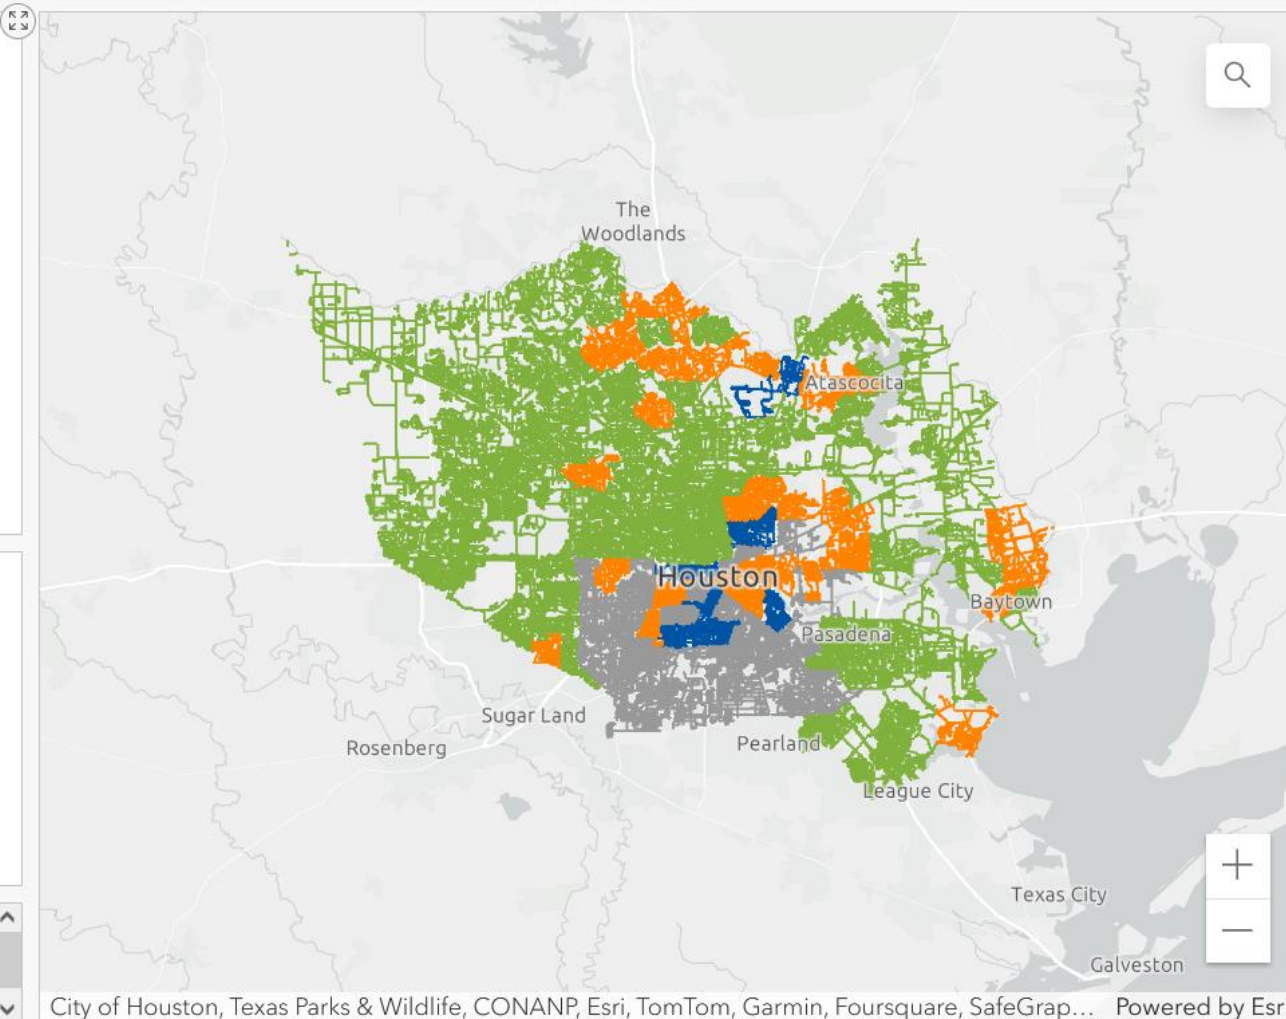 The
Woodlands
Atascocita
Houston
Baytown
Pasadena
Sugar Land
Pearland
Rosenberg
League City
Texas City
Galveston
City of Houston, Texas Parks & Wildlife, CONANP, Esri, TomTom, Garmin, Foursquare, SafeGrap... Powered by Esr